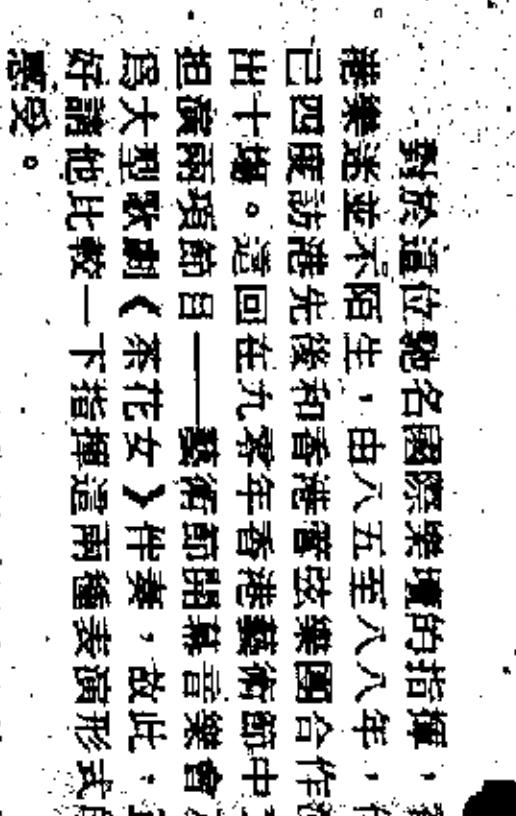 對於這位馳名國際樂壇的指揮，
港樂迷並不陌生，由八五至八八年，
已四度訪港先後和香港管弦樂團合作
出十場。這回在九零年香港藝術節中
担演兩項節目——藝術節開幕音樂會
爲大型歌劇《茶花女》伴奏，故此，
好請他比較一下指揮這兩種表演形式
感受。